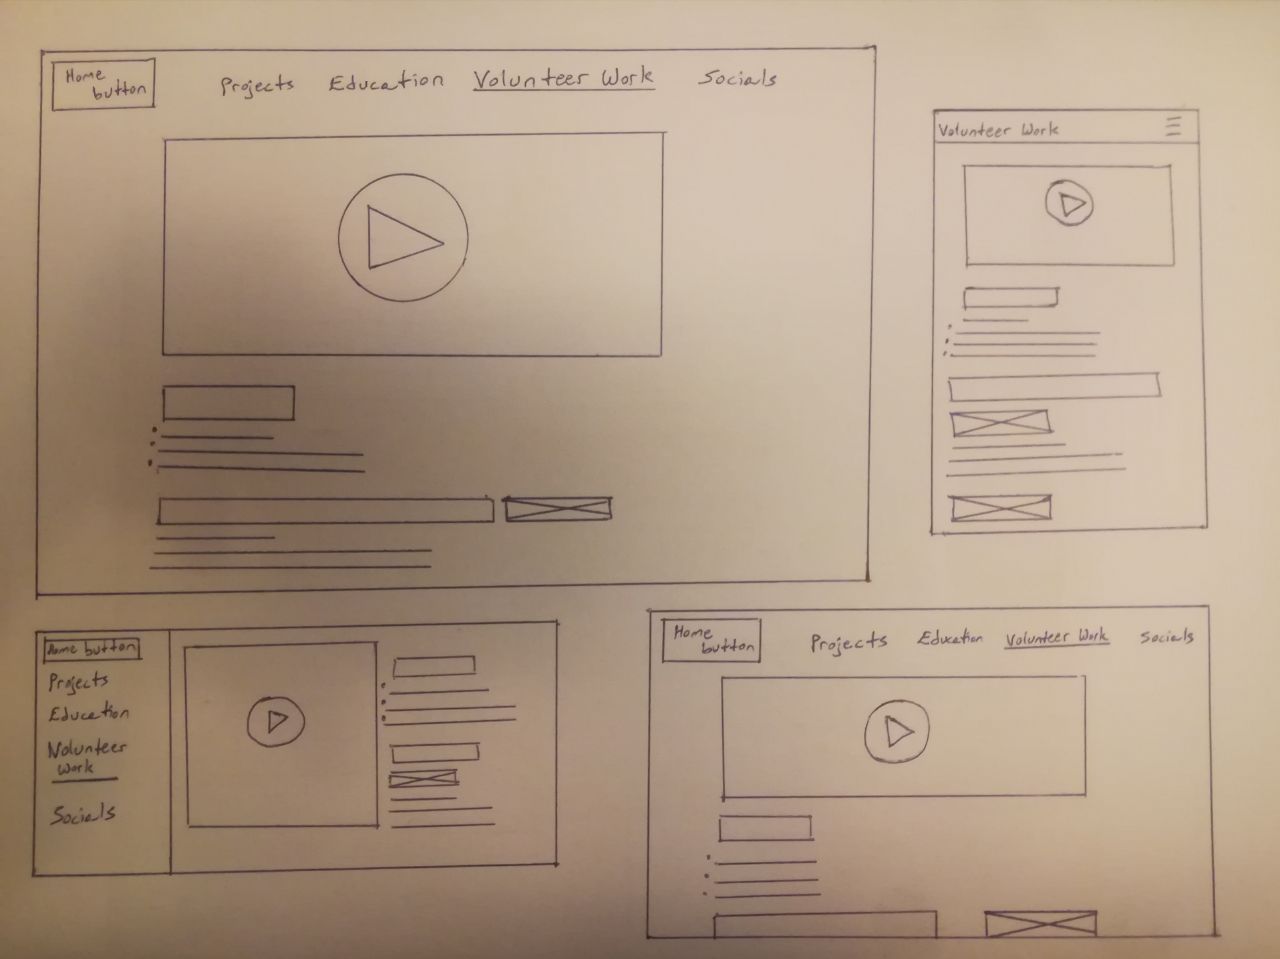 Home
button
Projects Education Volunteer Work Socials
Volunteer Work
Home button
Projects
Education
Volunteer
Work
Socials
Home
button
Projects Education Volunteer Work Socials